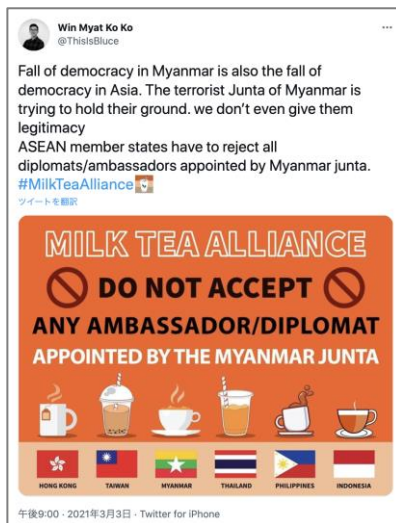 Win Myat Ko Ko
@ThisIsBluce
Fall of democracy in Myanmar is also the fall of
democracy in Asia. The terrorist Junta of Myanmar is
trying to hold their ground. we don't even give them
legitimacy
ASEAN member states have to reject all
diplomats/ambassadors appointed by Myanmar junta.
#MilkTeaAlliance
ツイートを翻訳
MILK TEA ALLIANCE
DO NOT ACCEPT
ANY AMBASSADOR/DIPLOMAT
APPOINTED BY THE MYANMAR JUNTA
HONG KONG TAIWAN MYANMAR THAILAND PHILIPPINES INDONESIA
午後9:00 · 2021年3月3日 · Twitter for iPhone